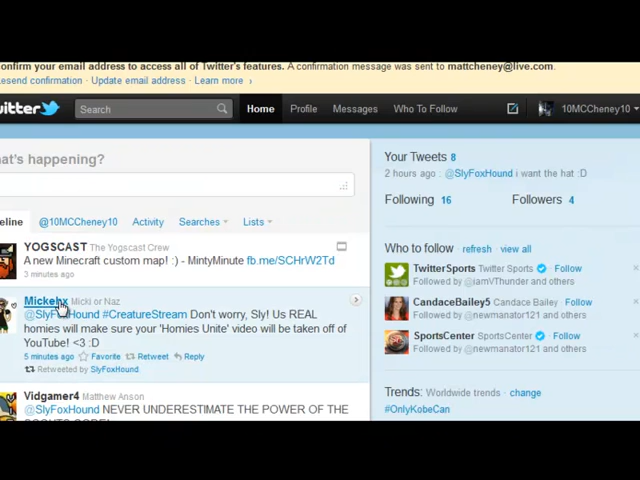 onfirm your email address to access all of Twitter's features. A confirmation message was sent to mattcheney@live.com.
esend confirmation · Update email address · Learn more ›
witter Search Home Profile Messages Who To Follow 10MCCheney10
hat's happening?
eline @10MCCheney10 Activity Searches Lists
YOGSCAST The Yogscast Crew
A new Minecraft custom map! :) - MintyMinute fb.me/SCHrW2Td
3 minutes ago
Micki or Naz
@SlyFoxHound #CreatureStream Don't worry, Sly! Us REAL
homies will make sure your 'Homies Unite' video will be taken off of
YouTube! <3 :D
5 minutes ago Favorite Retweet Reply
Retweeted by SlyFoxHound
Vidgamer4 Matthew Anson
@SlyFoxHound NEVER UNDERESTIMATE THE POWER OF THE
Your Tweets 8
2 hours ago : @SlyFoxHound i want the hat :D
Following 16 Followers 4
Who to follow · refresh · view all
TwitterSports Twitter Sports · Follow
Followed by @iamVThunder and others
CandaceBailey5 Candace Bailey · Follow
Followed by @newmanator121 and others
SportsCenter SportsCenter · Follow
Followed by @newmanator121 and others
Trends: Worldwide trends · change
#OnlyKobeCan